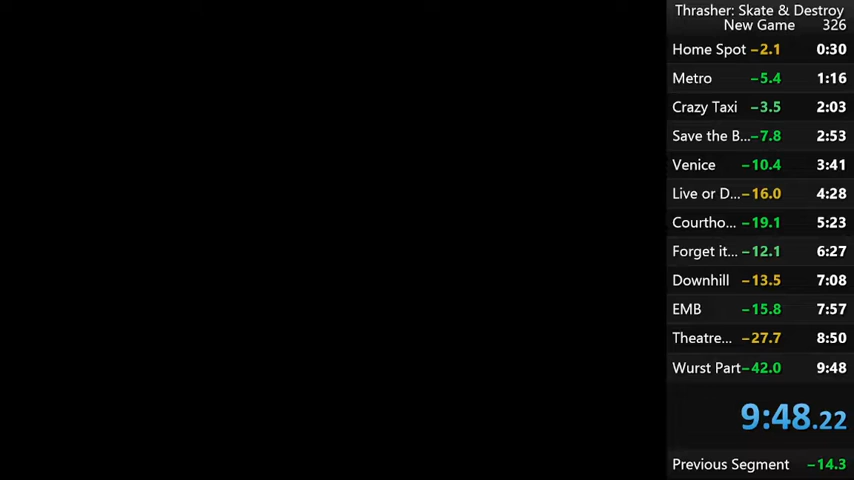 Thrasher: Skate & Destroy
New Game 326
Home Spot -2.1 0:30
Metro -5.4 1:16
Crazy Taxi -3.5 2:03
Save the B... -7.8 2:53
Venice -10.4 3:41
Live or D... -16.0 4:28
Courtho... -19.1 5:23
Forget it... -12.1 6:27
Downhill -13.5 7:08
EMB -15.8 7:57
Theatre... -27.7 8:50
Wurst Part -42.0 9:48
9:48.22
Previous Segment -14.3